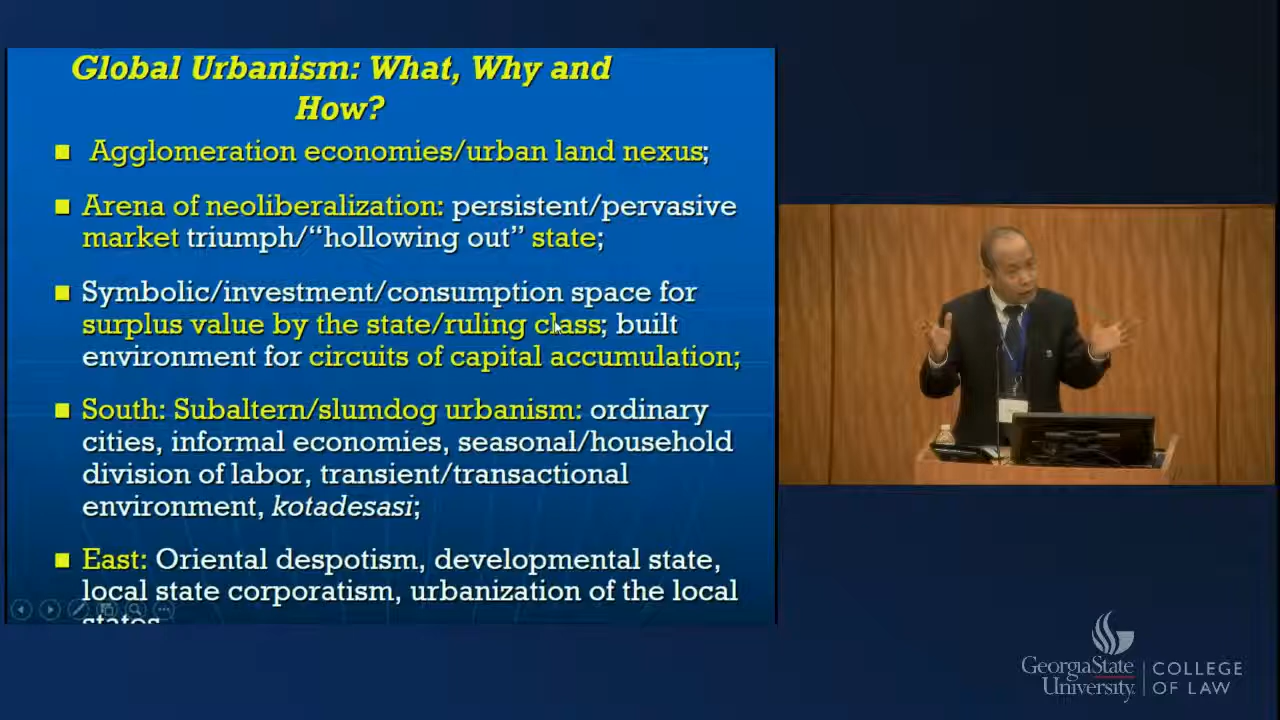 Global Urbanism: What, Why and
How?
Agglomeration economies/urban land nexus;
Arena of neoliberalization: persistent/pervasive
market triumph/“hollowing out” state;
Symbolic/investment/consumption space for
surplus value by the state/ruling class; built
environment for circuits of capital accumulation;
South: Subaltern/slumdog urbanism: ordinary
cities, informal economies, seasonal/household
division of labor, transient/transactional
environment, kotadesasi;
East: Oriental despotism, developmental state,
local state corporatism, urbanization of the local
states
GeorgiaState
University
COLLEGE
OF LAW